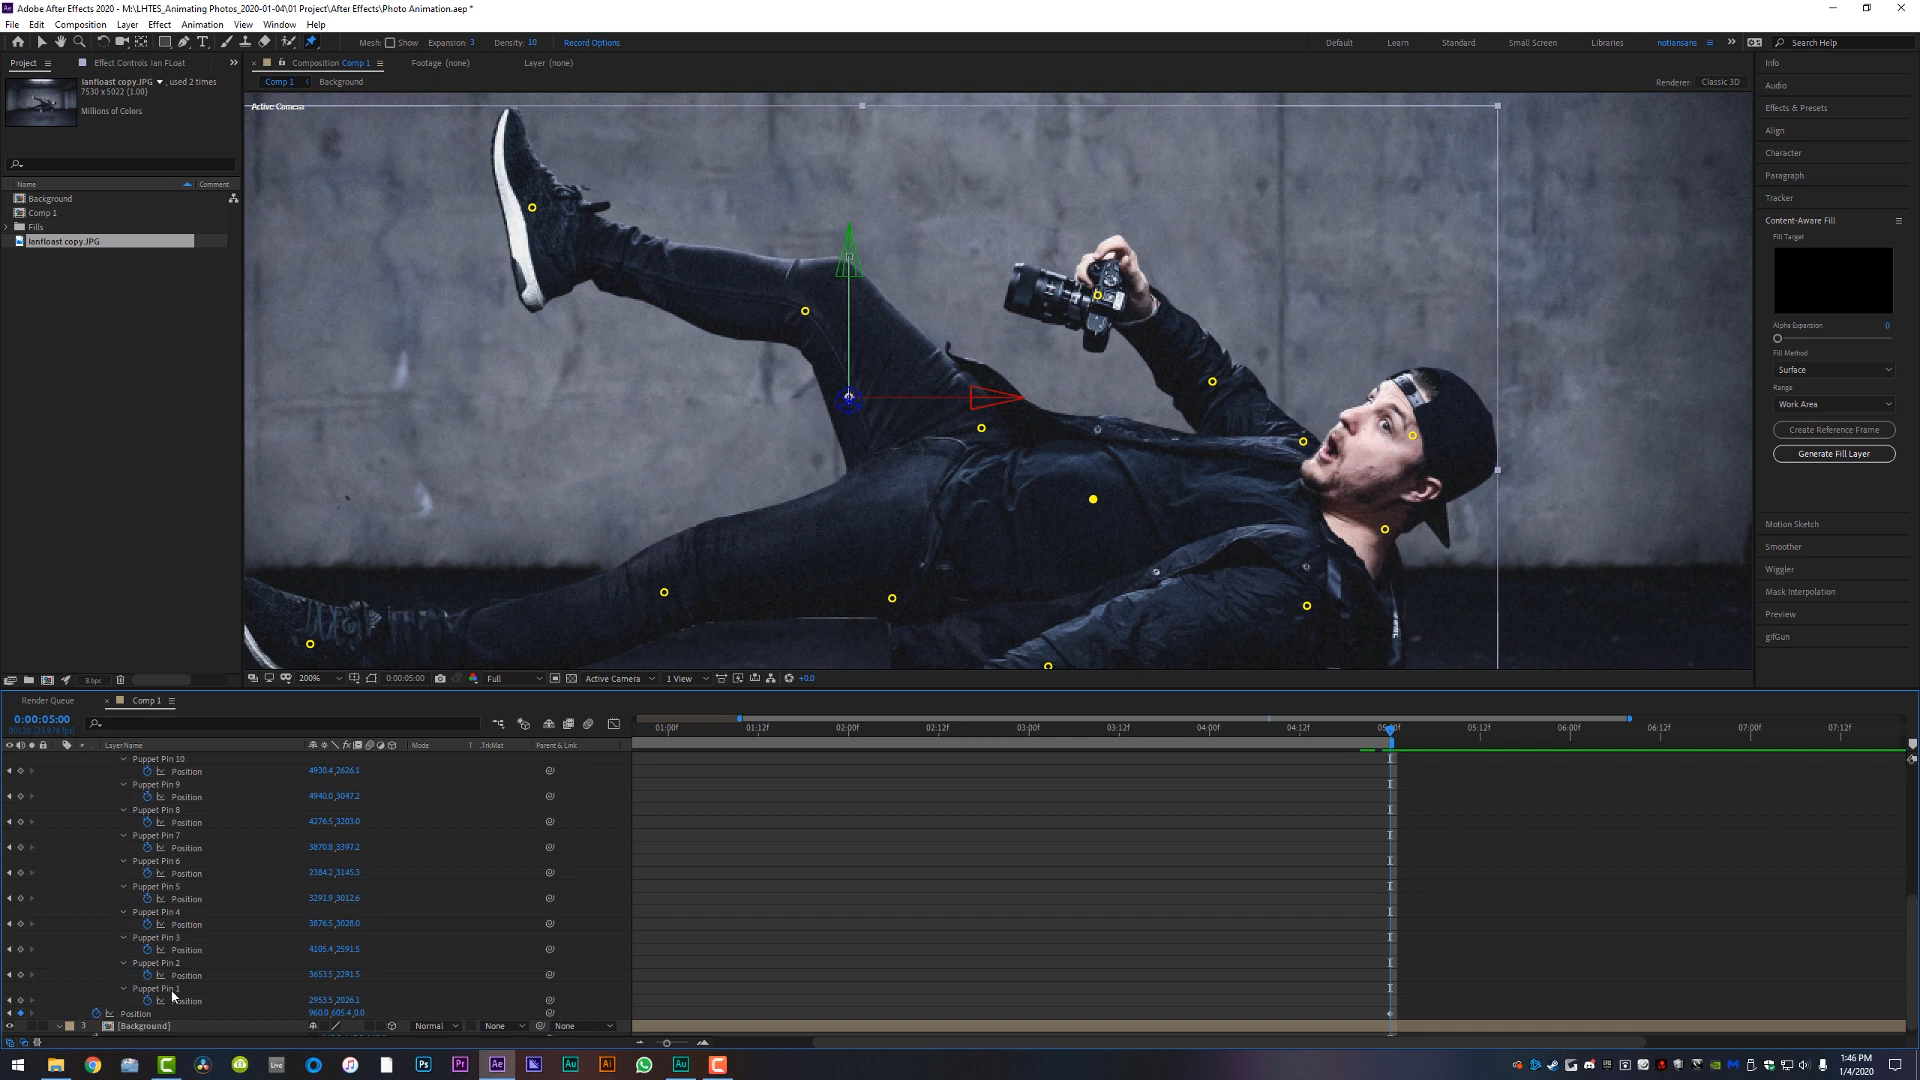 Adobe After Effects 2020 - M:\LHTES_Animating Photos_2020-01-04\01 Project\After Effects\Photo Animation.aep *
File Edit Composition Layer Effect Animation View Window Help
Mesh: Show Expansion: 3 Density: 10 Record Options
Default Learn Standard Small Screen Libraries notiansans Search Help
Project Effect Controls Ian FLoat
Composition Comp 1 Footage (none) Layer (none)
Comp 1 Background
Renderer: Classic 3D
Ianfloast copy.JPG , used 2 times
7530 x 5022 (1.00)
Millions of Colors
Name Comment
Background
Comp 1
Fills
Ianfloast copy.JPG
8 bpc
Active Camera
200% 0:00:05:00 Full Active Camera 1 View +0.0
Info
Audio
Effects & Presets
Align
Character
Paragraph
Tracker
Content-Aware Fill
Fill Target
Alpha Expansion 0
Fill Method
Surface
Range
Work Area
Create Reference Frame
Generate Fill Layer
Motion Sketch
Smoother
Wiggler
Mask Interpolation
Preview
gifGun
Render Queue Comp 1
0:00:05:00
00120 (23.976 fps)
01:00f 01:12f 02:00f 02:12f 03:00f 03:12f 04:00f 04:12f 05:00f 05:12f 06:00f 06:12f 07:00f 07:12f
# Layer Name Mode T .TrkMat Parent & Link
Puppet Pin 10
Position 4930.4,2626.1
Puppet Pin 9
Position 4940.0,3047.2
Puppet Pin 8
Position 4276.5,3203.0
Puppet Pin 7
Position 3870.8,3397.2
Puppet Pin 6
Position 2384.2,3145.3
Puppet Pin 5
Position 3291.9,3012.6
Puppet Pin 4
Position 3876.5,3028.0
Puppet Pin 3
Position 4105.4,2591.5
Puppet Pin 2
Position 3653.5,2291.5
Puppet Pin 1
Position 2953.5,2026.1
Position 960.0,605.4,0.0
3 [Background] Normal None None
Live Ps Pr Ae Au Ai Au
1:46 PM
1/4/2020